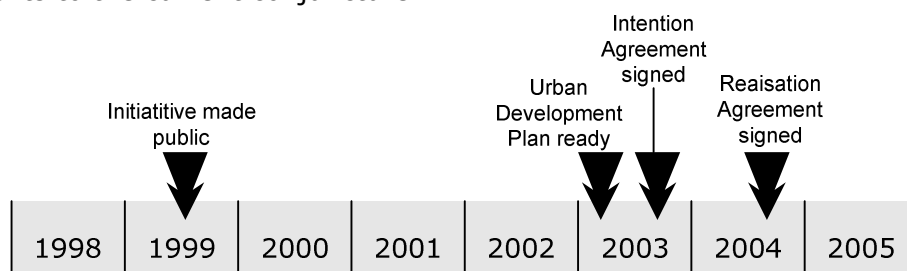 Initiatitive made
public
Urban
Development
Plan ready
Intention
Agreement
signed
Reaisation
Agreement
signed
1998 1999 2000 2001 2002 2003 2004 2005